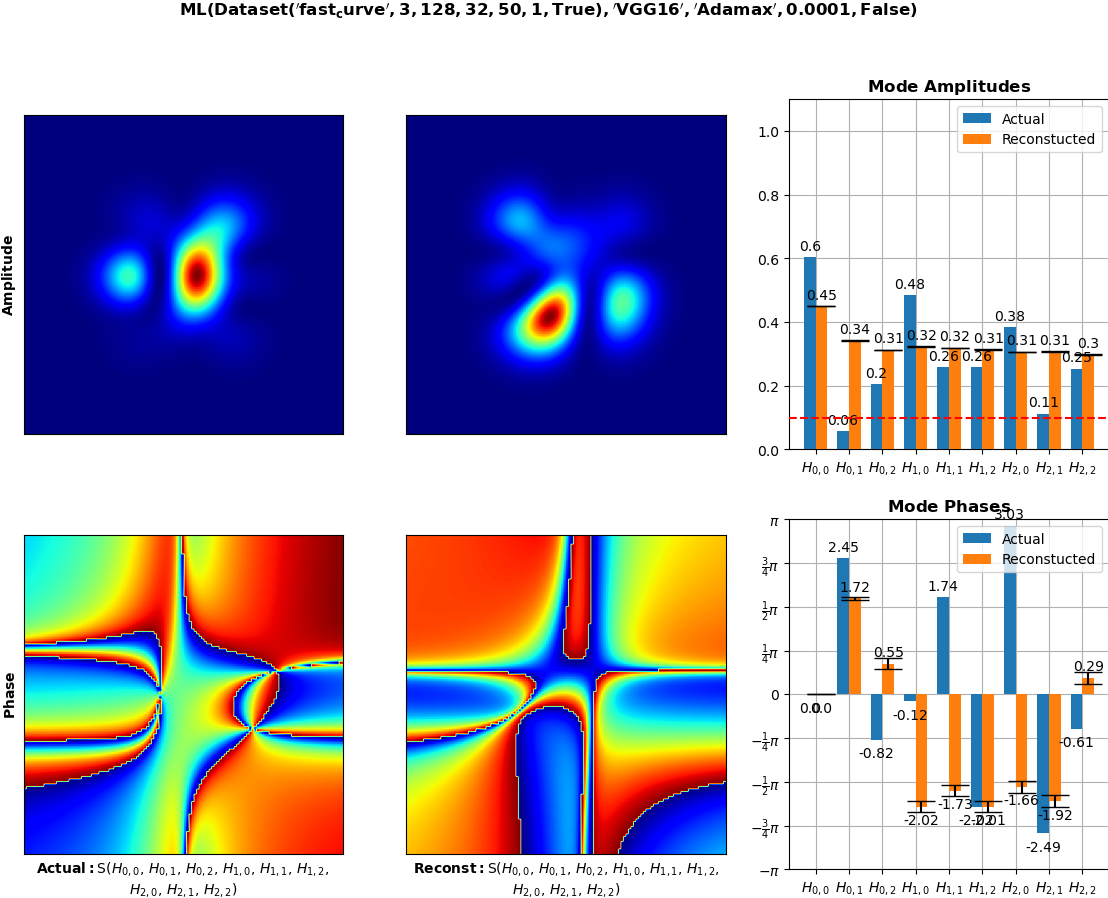 ML(Dataset('fast_curve', 3, 128, 32, 50, 1, True), 'VGG16', 'Adamax', 0.0001, False)
Mode Amplitudes
Actual
Reconstucted
1.0
0.8
0.6
0.4
0.2
0.0
0.6
0.45
0.06
0.34
0.2
0.31
0.48
0.32
0.26
0.32
0.26
0.31
0.38
0.31
0.11
0.31
0.25
0.3
H0,0 H0,1 H0,2 H1,0 H1,1 H1,2 H2,0 H2,1 H2,2
Amplitude
Mode Phases
Actual
Reconstucted
π
3/4π
1/2π
1/4π
0
-1/4π
-1/2π
-3/4π
-π
0.0
0.0
2.45
1.72
-0.82
0.55
-0.12
-2.02
1.74
-1.73
-2.02
-2.01
3.03
-1.66
-2.49
-1.92
-0.61
0.29
H0,0 H0,1 H0,2 H1,0 H1,1 H1,2 H2,0 H2,1 H2,2
Phase
Actual: S(H0,0, H0,1, H0,2, H1,0, H1,1, H1,2,
H2,0, H2,1, H2,2)
Reconst: S(H0,0, H0,1, H0,2, H1,0, H1,1, H1,2,
H2,0, H2,1, H2,2)